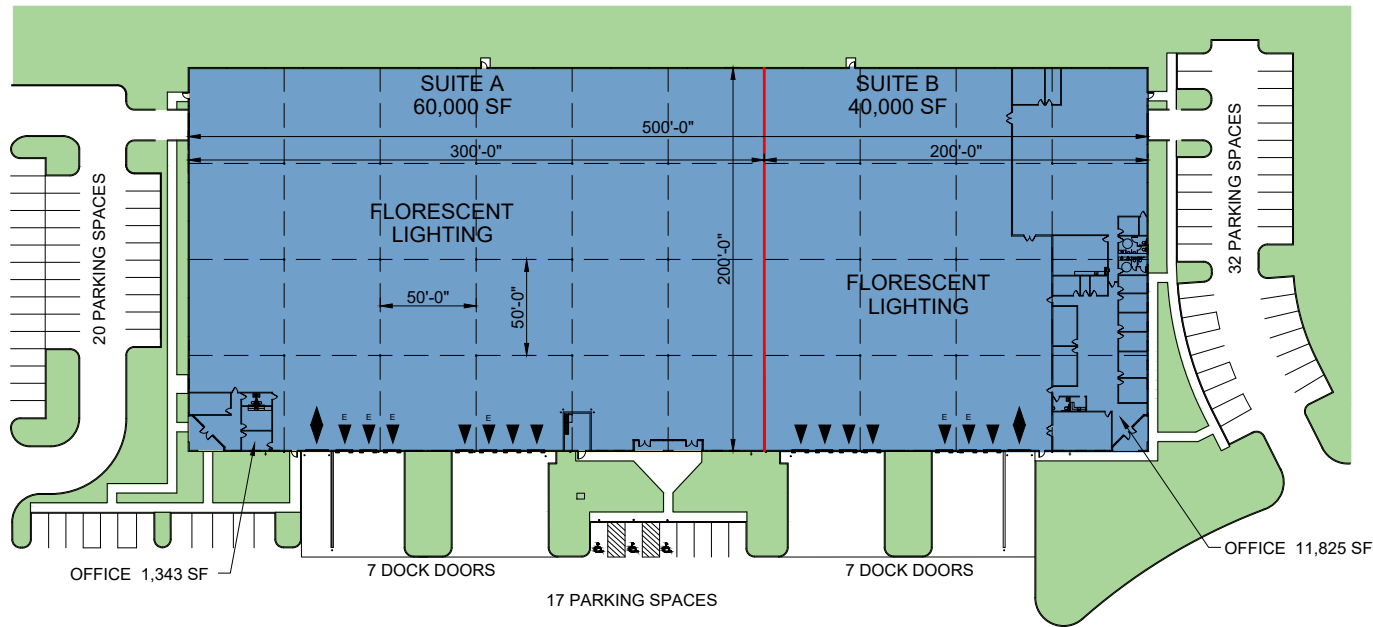 SUITE A
60,000 SF
SUITE B
40,000 SF
500'-0"
300'-0"
200'-0"
FLORESCENT
LIGHTING
200'-0"
FLORESCENT
LIGHTING
50'-0"
50'-0"
20 PARKING SPACES
32 PARKING SPACES
E
E
E
E
E
E
OFFICE 1,343 SF
7 DOCK DOORS
7 DOCK DOORS
OFFICE 11,825 SF
17 PARKING SPACES